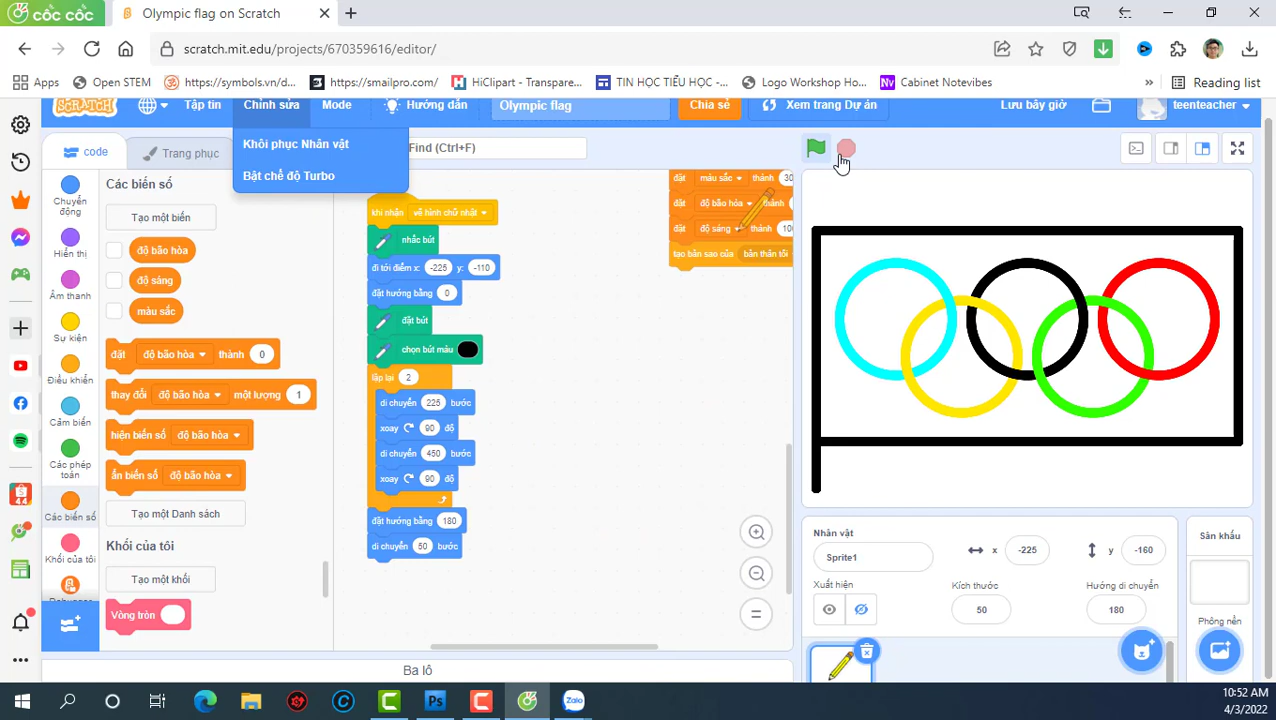 cốc cốc
Olympic flag on Scratch
scratch.mit.edu/projects/670359616/editor/
Apps
Open STEM
https://symbols.vn/d...
https://smailpro.com/
HiClipart - Transpare...
TIN HỌC TIỂU HỌC -...
Logo Workshop Ho...
Nv Cabinet Notevibes
»
Reading list
SCRATCH
Tập tin
Chỉnh sửa
Mode
Hướng dẫn
Olympic flag
Chia sẻ
Xem trang Dự án
Lưu bây giờ
teenteacher
Khôi phục Nhân vật
Bật chế độ Turbo
code
Trang phục
Find (Ctrl+F)
Chuyển động
Hiển thị
Âm thanh
Sự kiện
Điều khiển
Cảm biến
Các phép toán
Các biến số
Khối của tôi
Các biến số
Tạo một biến
độ bão hòa
độ sáng
màu sắc
đặt độ bão hòa thành 0
thay đổi độ bão hòa một lượng 1
hiện biến số độ bão hòa
ẩn biến số độ bão hòa
Tạo một Danh sách
Khối của tôi
Tạo một khối
Vòng tròn
khi nhận vẽ hình chữ nhật
nhấc bút
đi tới điểm x: -225 y: -110
đặt hướng bằng 0
đặt bút
chọn bút màu
lặp lại 2
di chuyển 225 bước
xoay 90 độ
di chuyển 450 bước
xoay 90 độ
đặt hướng bằng 180
di chuyển 50 bước
đặt màu sắc thành 30
đặt độ bão hòa thành
đặt độ sáng thành 100
tạo bản sao của bản thân tôi
Nhân vật
Sprite1
x -225
y -160
Xuất hiện
Kích thước
50
Hướng di chuyển
180
Sân khấu
Phông nền
Ba lô
4.4
Ps
Zalo
10:52 AM
4/3/2022